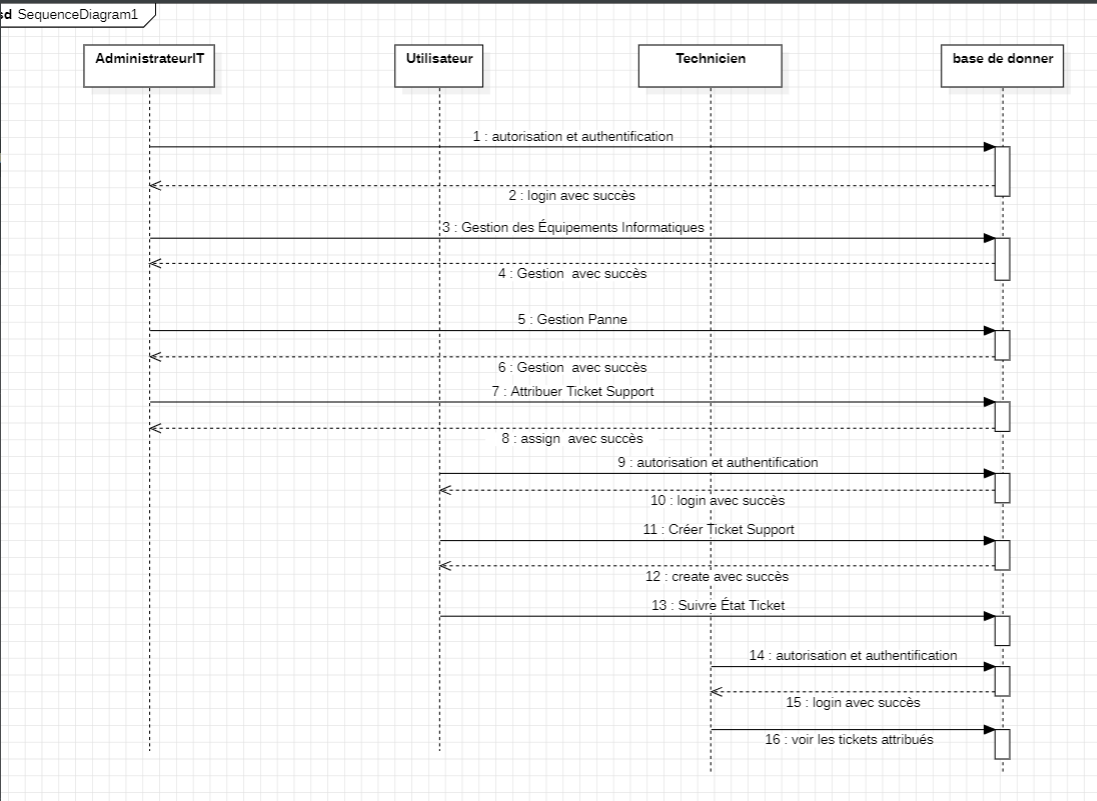 sd SequenceDiagram1
AdministrateurIT
Utilisateur
Technicien
base de donner
1 : autorisation et authentification
2 : login avec succès
3 : Gestion des Équipements Informatiques
4 : Gestion  avec succès
5 : Gestion Panne
6 : Gestion  avec succès
7 : Attribuer Ticket Support
8 : assign  avec succès
9 : autorisation et authentification
10 : login avec succès
11 : Créer Ticket Support
12 : create avec succès
13 : Suivre État Ticket
14 : autorisation et authentification
15 : login avec succès
16 : voir les tickets attribués